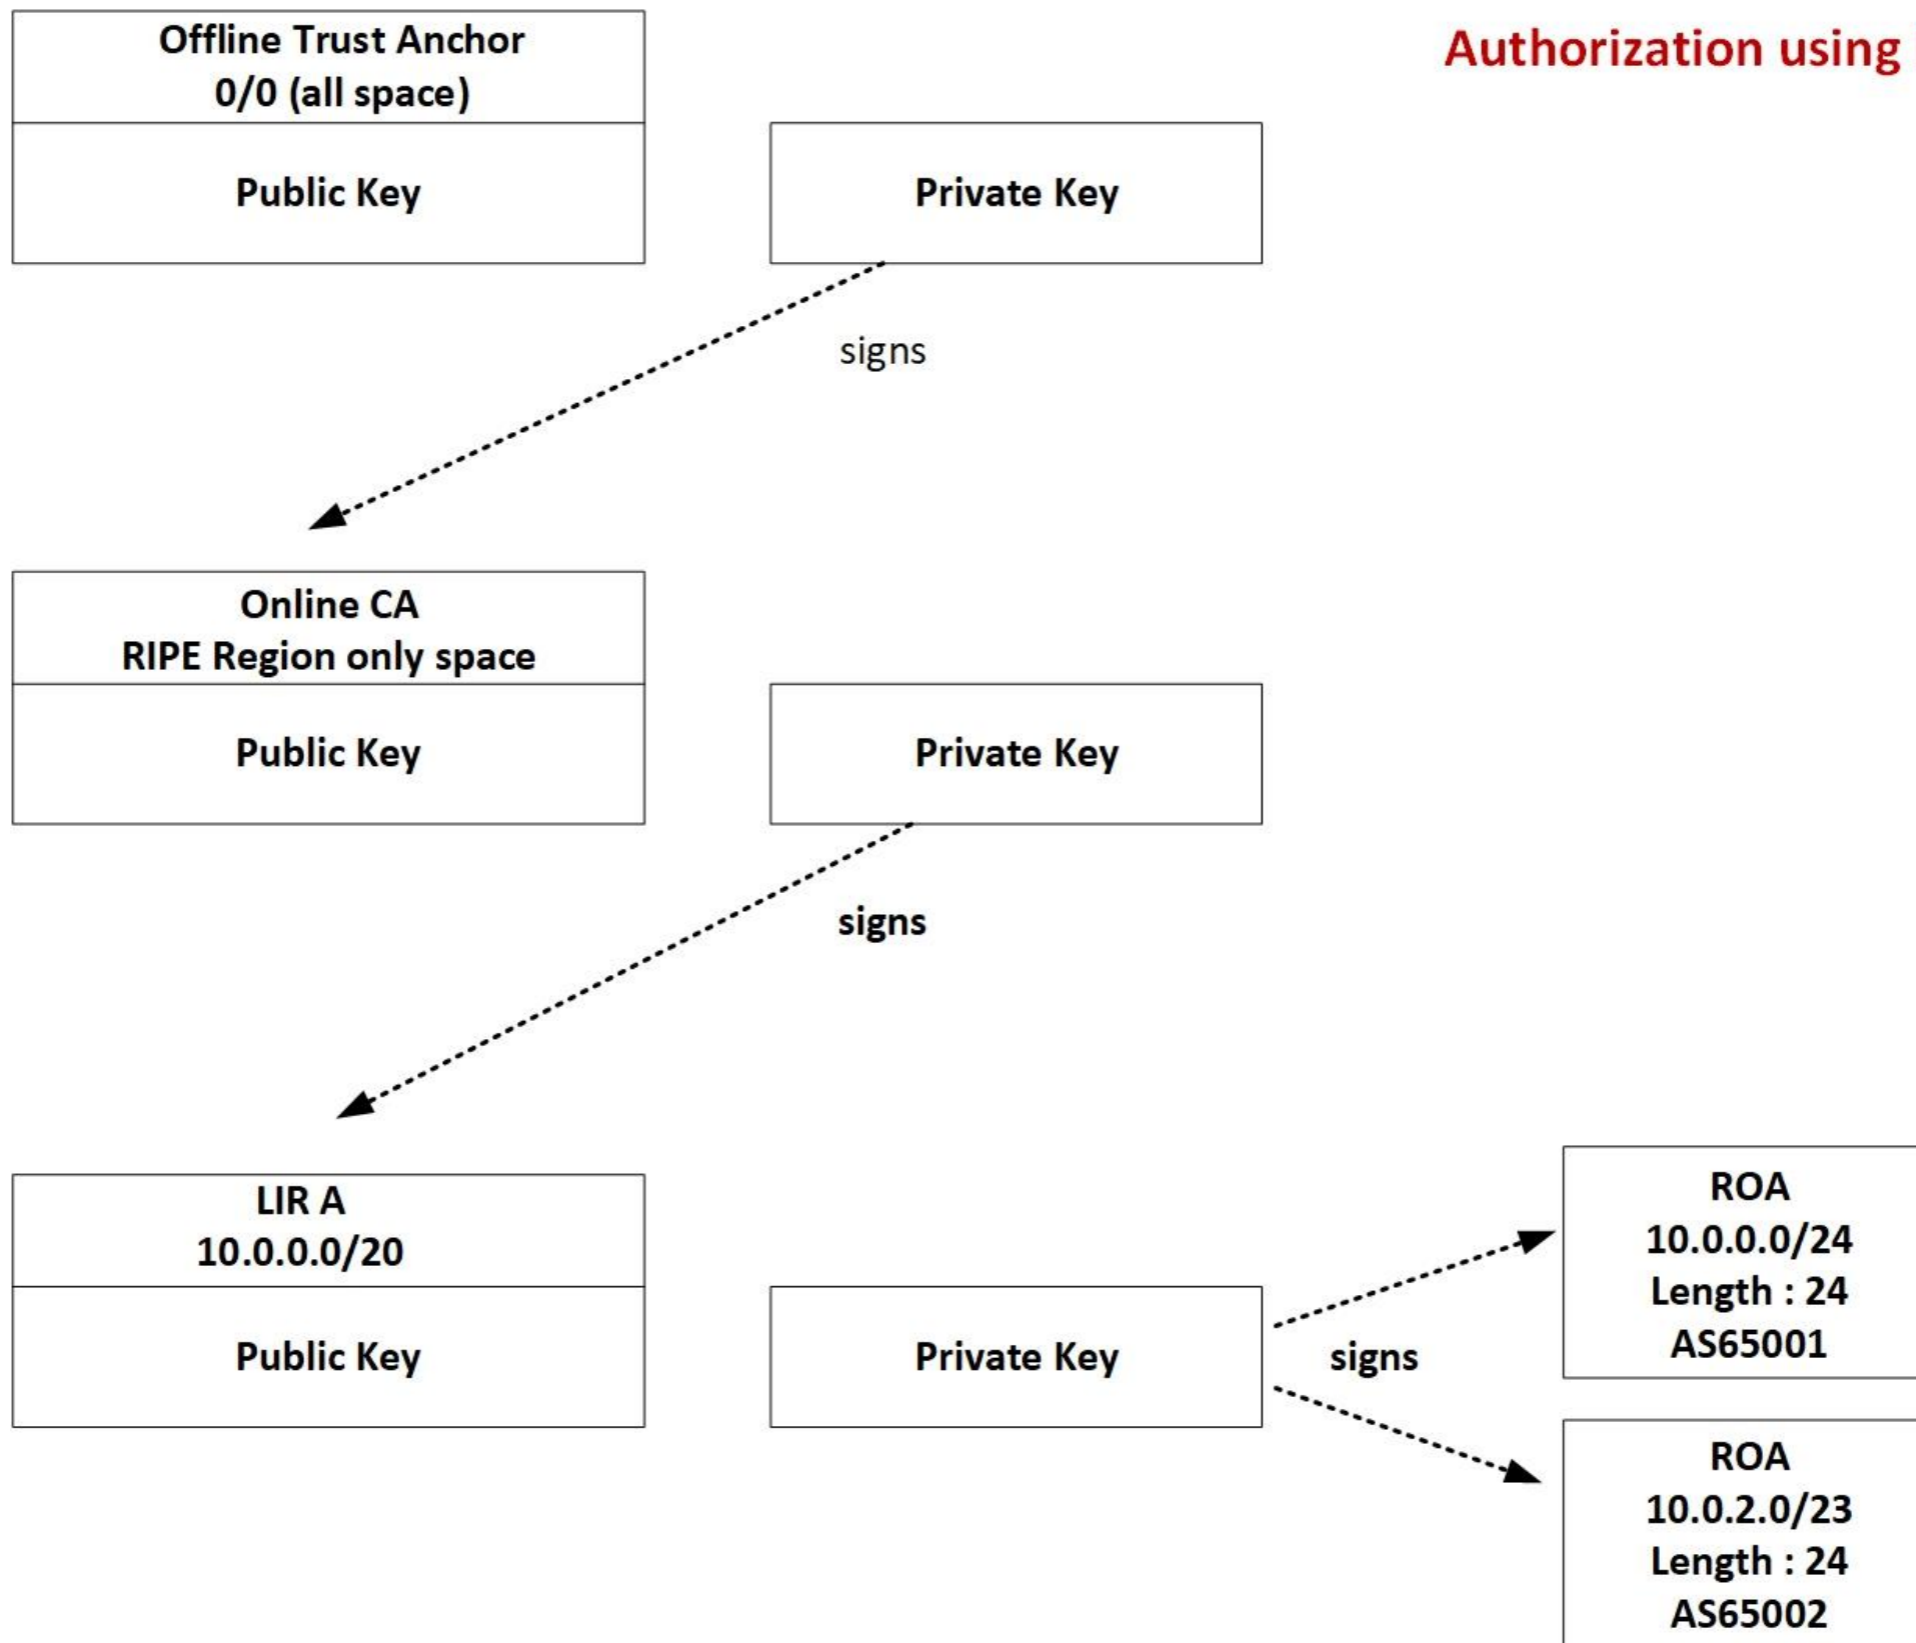 Authorization using
Offline Trust Anchor
0/0 (all space)
Public Key
Private Key
signs
Online CA
RIPE Region only space
Public Key
Private Key
signs
LIR A
10.0.0.0/20
Public Key
Private Key
signs
ROA
10.0.0.0/24
Length : 24
AS65001
ROA
10.0.2.0/23
Length : 24
AS65002